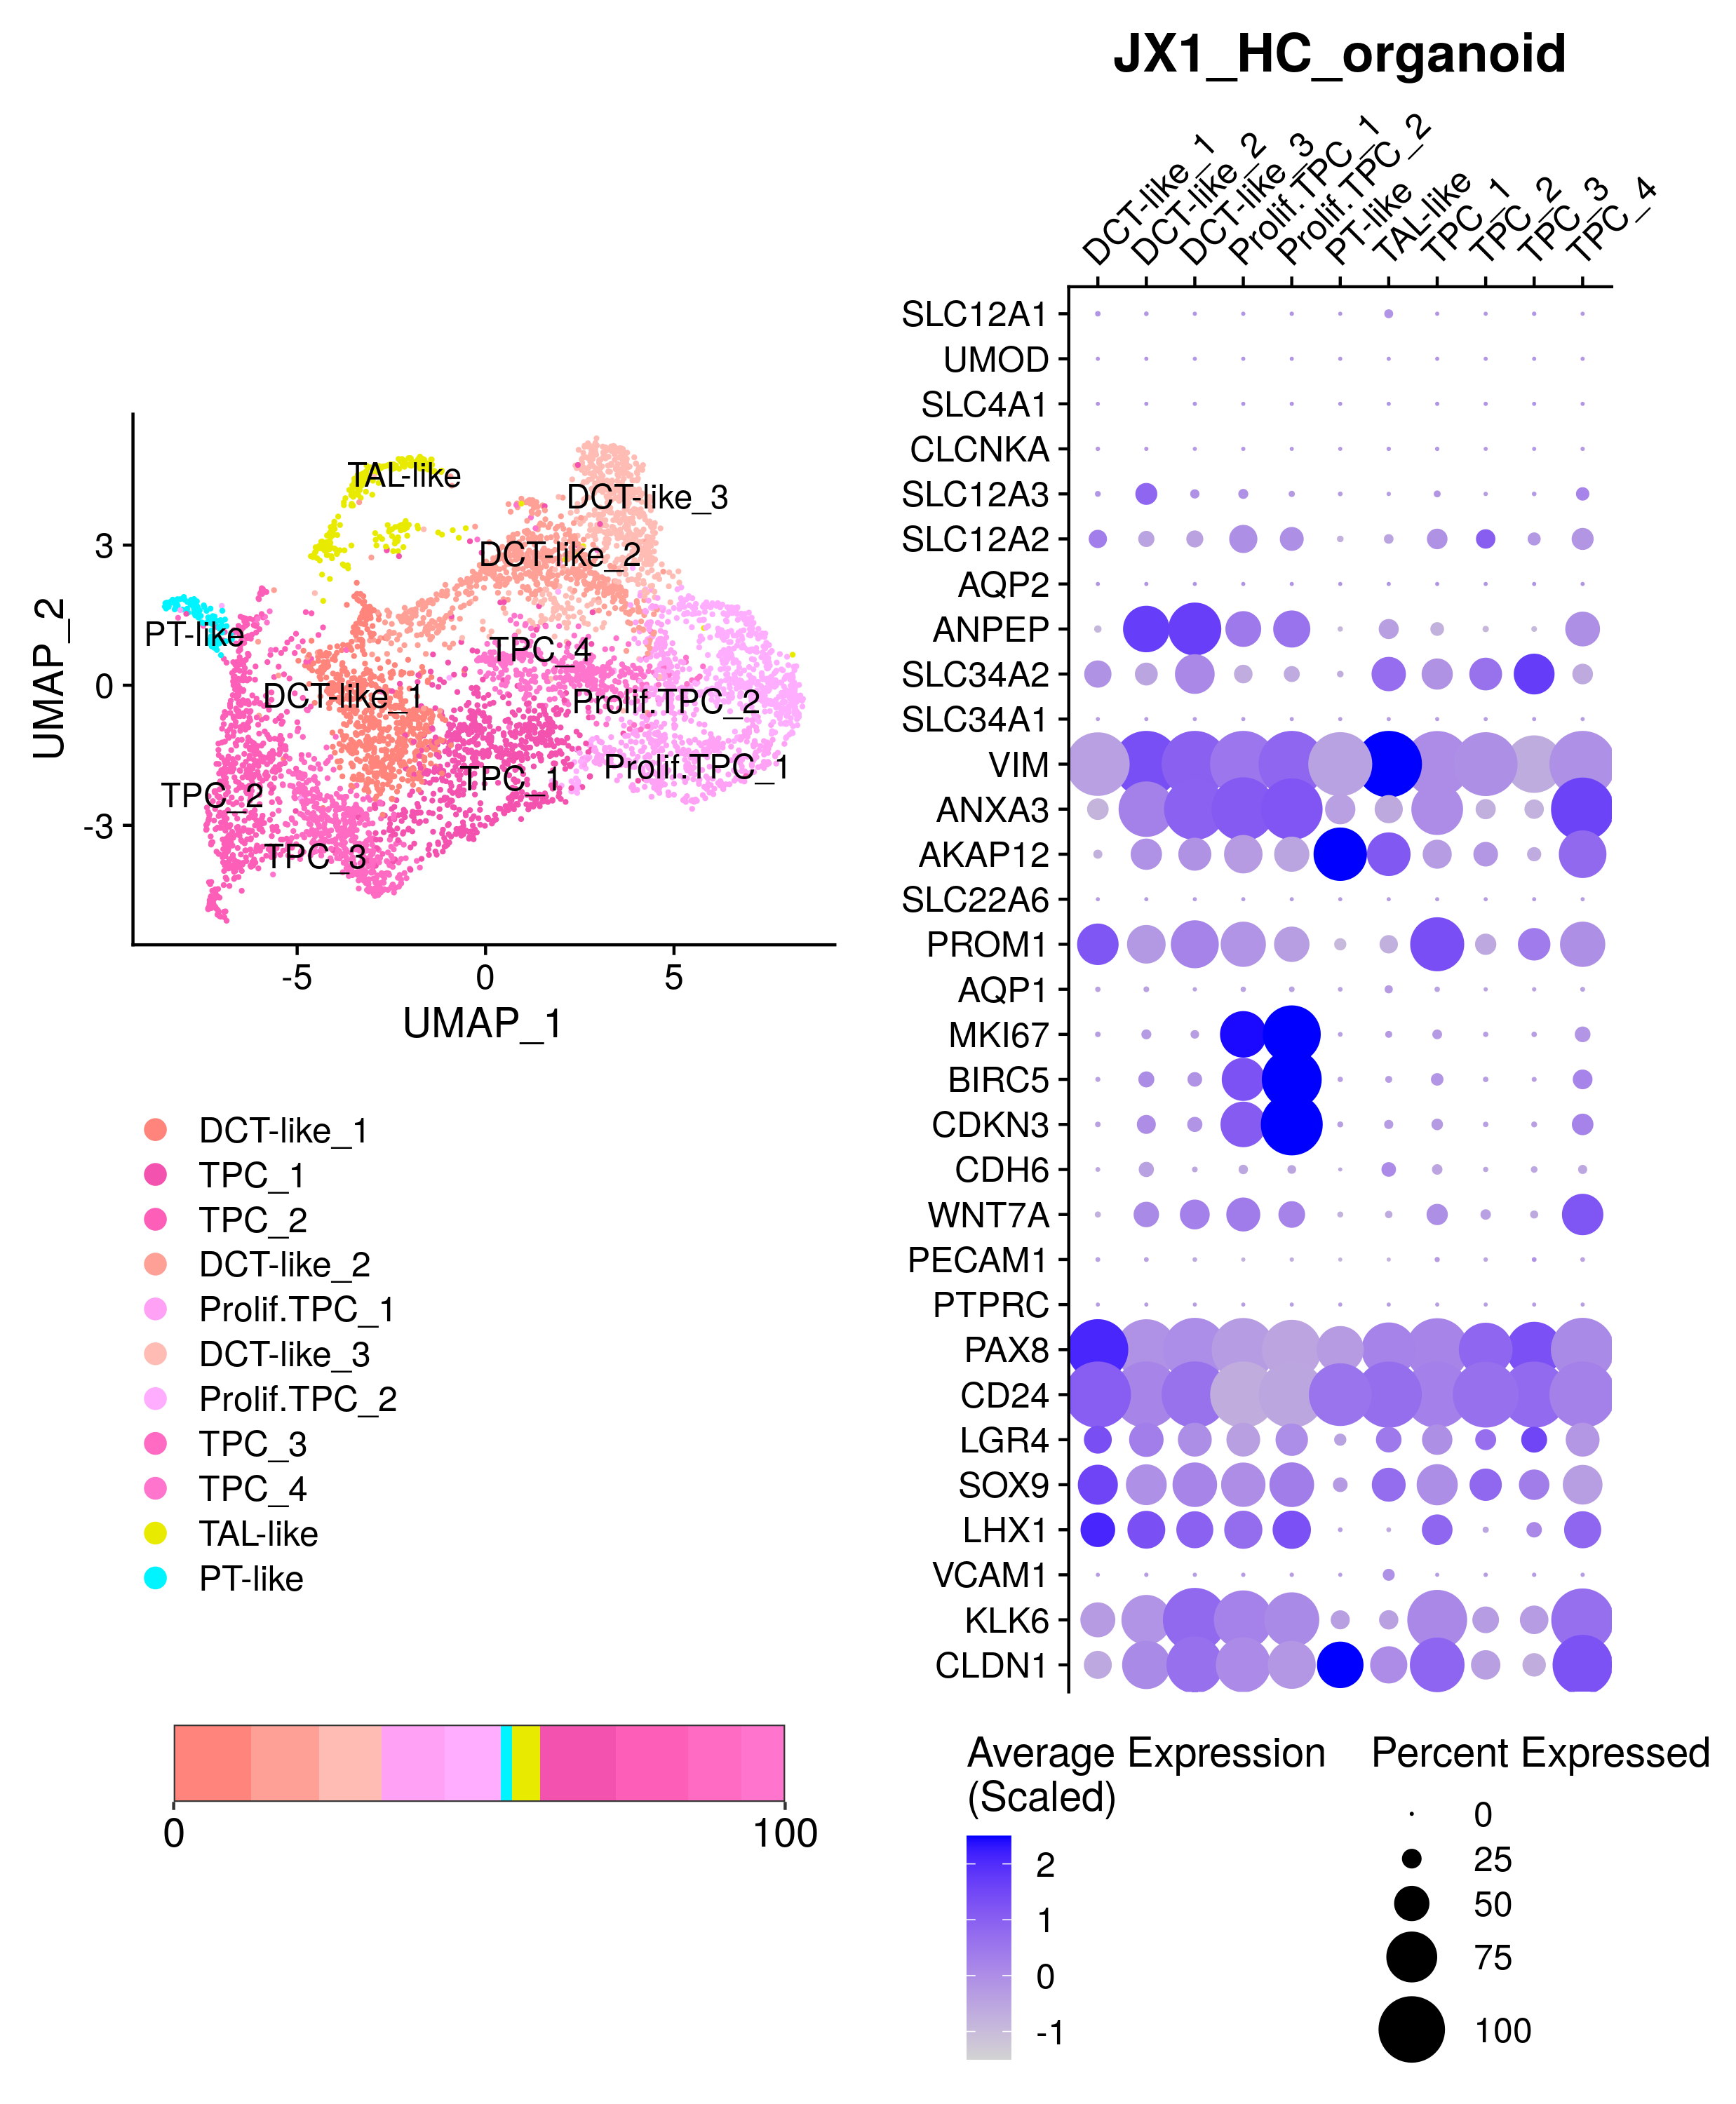 JX1_HC_organoid
DCT-like_1
DCT-like_2
DCT-like_3
Prolif.TPC_1
Prolif.TPC_2
PT-like
TAL-like
TPC_1
TPC_2
TPC_3
TPC_4
SLC12A1
UMOD
SLC4A1
CLCNKA
SLC12A3
SLC12A2
AQP2
ANPEP
SLC34A2
SLC34A1
VIM
ANXA3
AKAP12
SLC22A6
PROM1
AQP1
MKI67
BIRC5
CDKN3
CDH6
WNT7A
PECAM1
PTPRC
PAX8
CD24
LGR4
SOX9
LHX1
VCAM1
KLK6
CLDN1
UMAP_2
3
0
-3
TAL-like
DCT-like_3
DCT-like_2
PT-like
TPC_4
DCT-like_1
Prolif.TPC_2
Prolif.TPC_1
TPC_1
TPC_2
TPC_3
-5 0 5
UMAP_1
DCT-like_1
TPC_1
TPC_2
DCT-like_2
Prolif.TPC_1
DCT-like_3
Prolif.TPC_2
TPC_3
TPC_4
TAL-like
PT-like
0 100
Average Expression
(Scaled)
2
1
0
-1
Percent Expressed
0
25
50
75
100